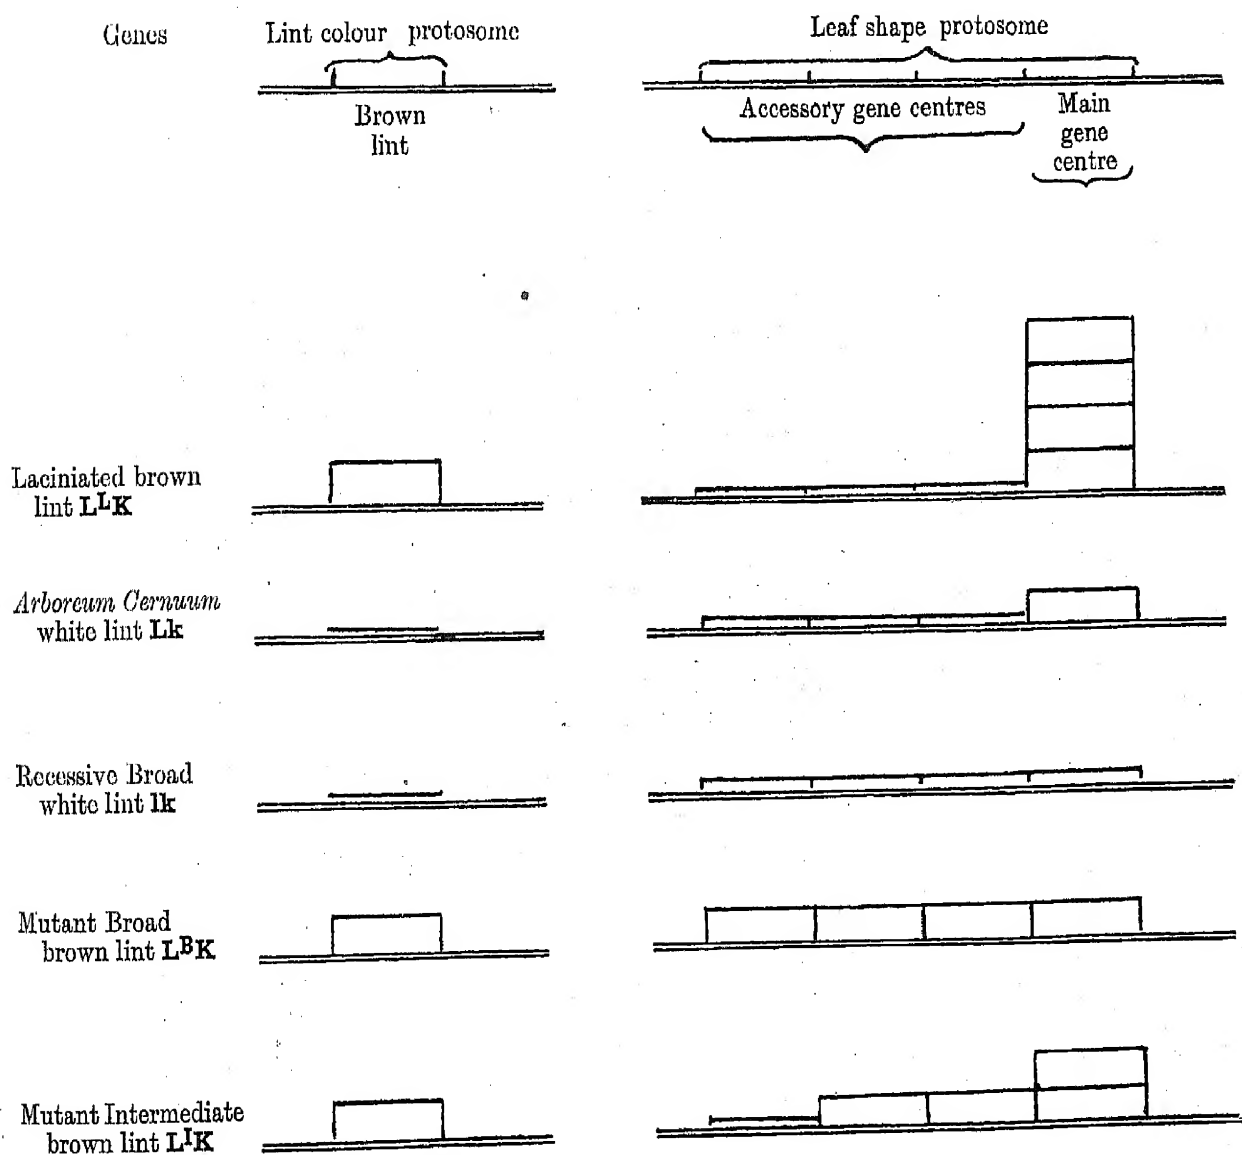 Genes
Lint colour protosome
Leaf shape protosome
Brown
lint
Accessory gene centres
Main
gene
centre
Laciniated brown
lint LᴸK
Arboreum Cernuum
white lint Lk
Recessive Broad
white lint lk
Mutant Broad
brown lint LᴮK
Mutant Intermediate
brown lint LᴵK